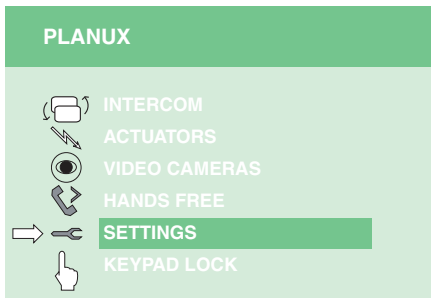 PLANUX
INTERCOM
ACTUATORS
VIDEO CAMERAS
HANDS FREE
SETTINGS
KEYPAD LOCK